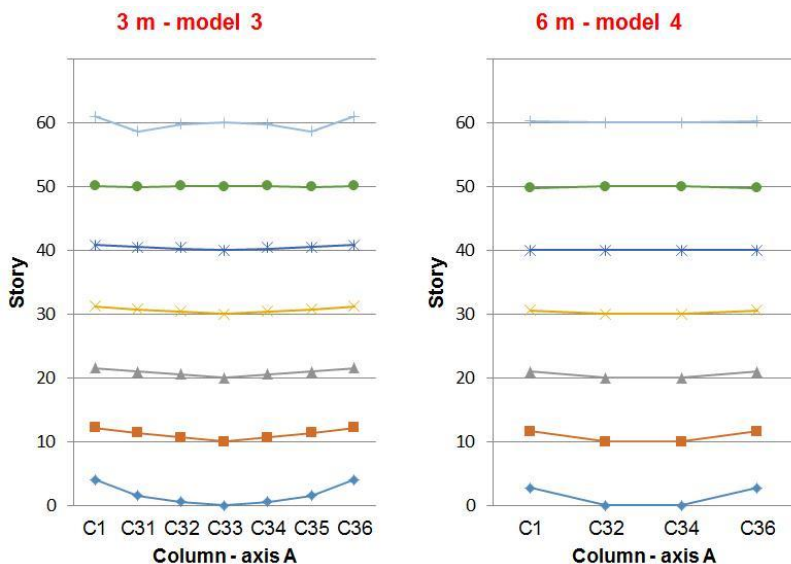 3 m - model 3
60
50
40
30
20
10
0
Story
C1 C31 C32 C33 C34 C35 C36
Column - axis A
6 m - model 4
60
50
40
30
20
10
0
Story
C1 C32 C34 C36
Column - axis A